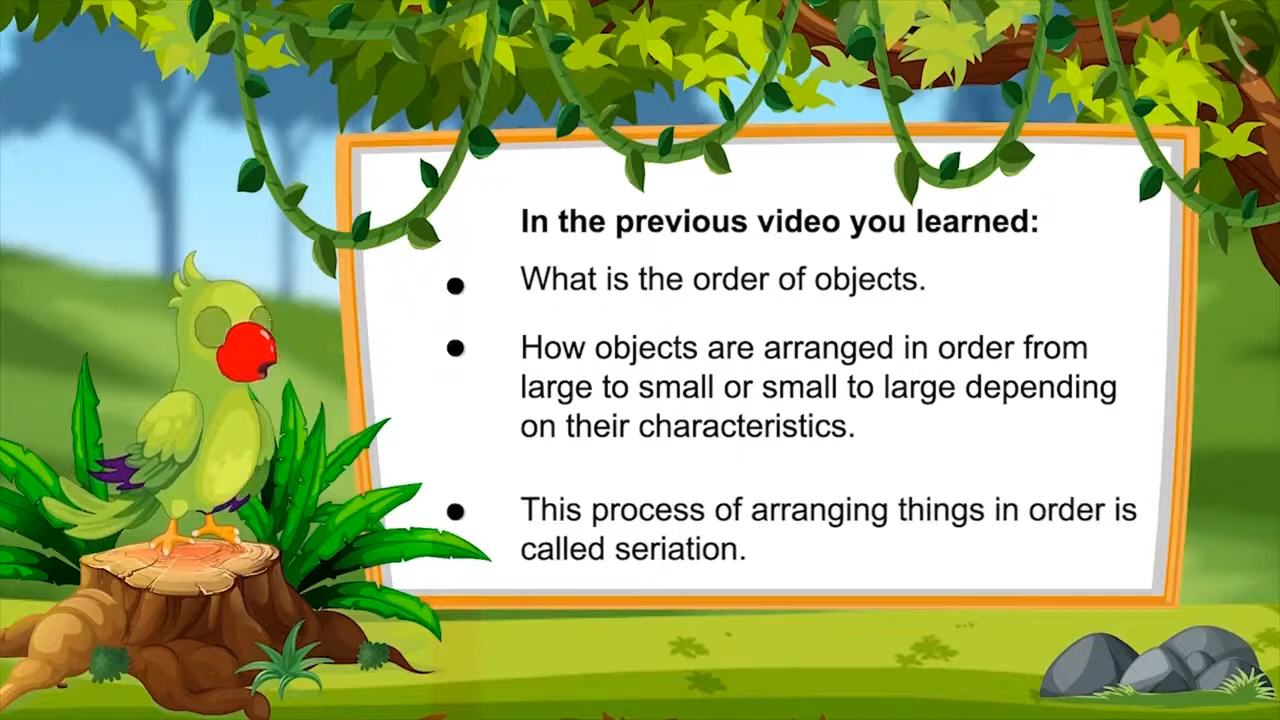 In the previous video you learned:
● What is the order of objects.
● How objects are arranged in order from
large to small or small to large depending
on their characteristics.
● This process of arranging things in order is
called seriation.